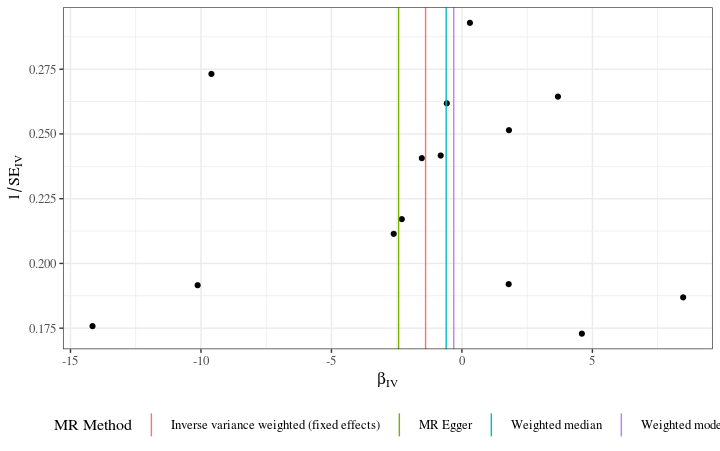 0.275
0.250
0.225
0.200
0.175
1/SE_IV
-15 -10 -5 0 5
β_IV
MR Method Inverse variance weighted (fixed effects) MR Egger Weighted median Weighted mode